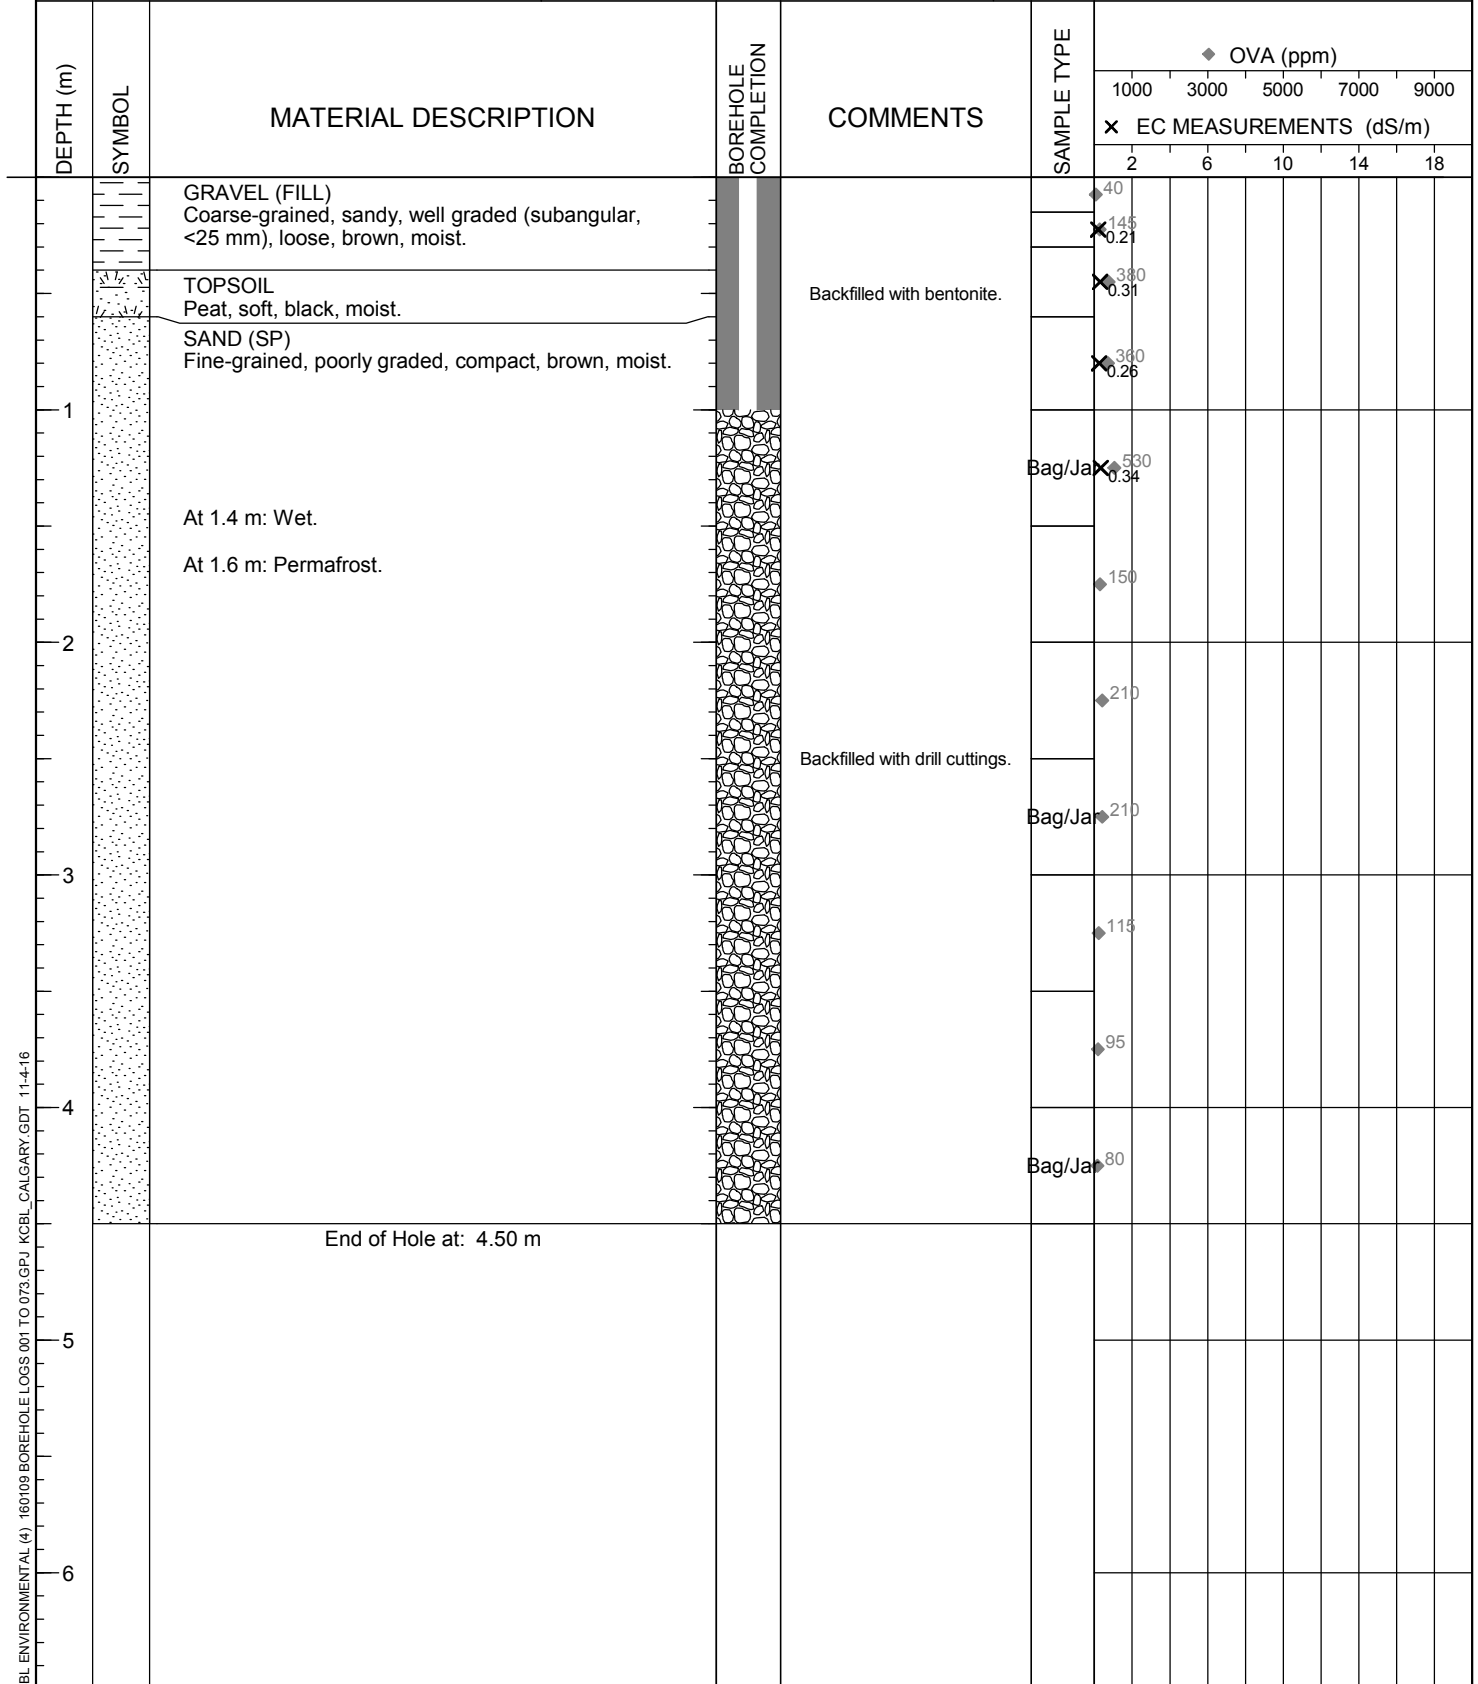 DEPTH (m)
SYMBOL
MATERIAL DESCRIPTION
BOREHOLE
COMPLETION
COMMENTS
SAMPLE TYPE
OVA (ppm)
1000 3000 5000 7000 9000
EC MEASUREMENTS (dS/m)
2 6 10 14 18
GRAVEL (FILL)
Coarse-grained, sandy, well graded (subangular,
<25 mm), loose, brown, moist.
40
145
0.21
TOPSOIL
Peat, soft, black, moist.
Backfilled with bentonite.
380
0.31
SAND (SP)
Fine-grained, poorly graded, compact, brown, moist.
360
0.26
1
Bag/Ja
530
0.34
At 1.4 m: Wet.
At 1.6 m: Permafrost.
150
2
210
Backfilled with drill cuttings.
Bag/Jar
210
3
115
95
4
Bag/Ja
80
End of Hole at: 4.50 m
5
6
BL ENVIRONMENTAL (4) 160109 BOREHOLE LOGS 001 TO 073.GPJ KCBL_CALGARY.GDT 11-4-16